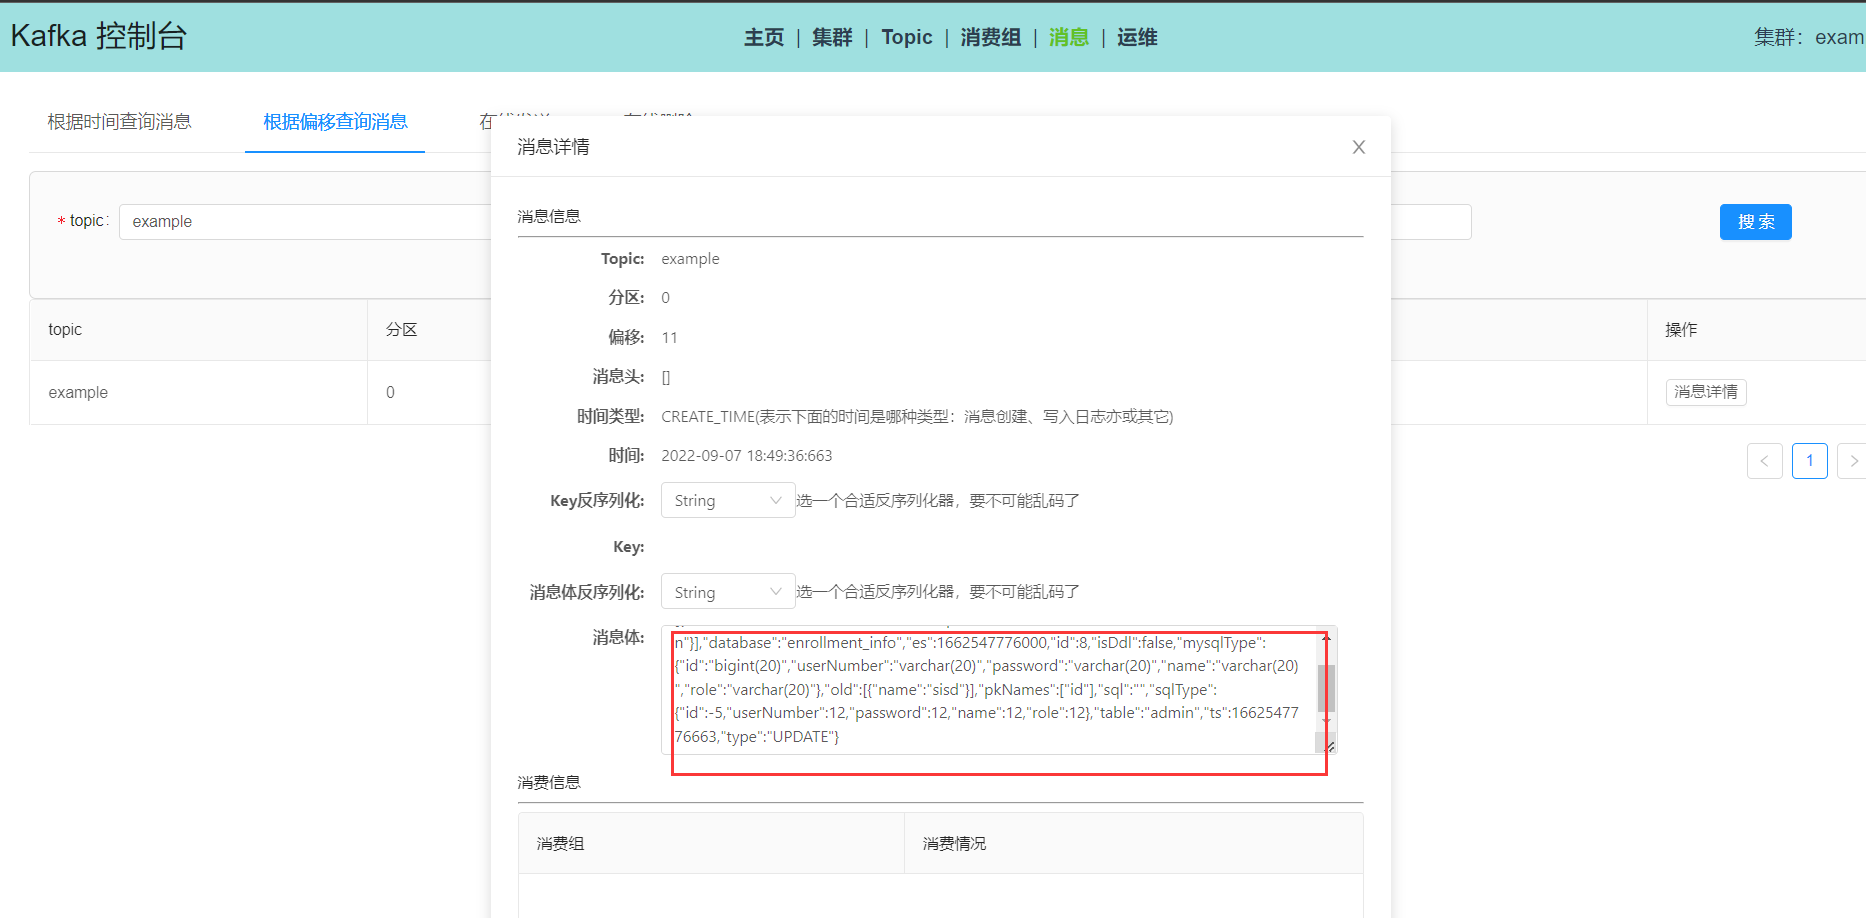 Kafka 控制台
主页 | 集群 | Topic | 消费组 | 消息 | 运维
集群：exam
根据时间查询消息
根据偏移查询消息
消息详情
X
* topic:
example
搜 索
topic
分区
操作
example
0
消息详情
<
1
>
消息信息
Topic: example
分区: 0
偏移: 11
消息头: []
时间类型: CREATE_TIME(表示下面的时间是哪种类型：消息创建、写入日志亦或其它)
时间: 2022-09-07 18:49:36:663
Key反序列化: String 选一个合适反序列化器，要不可能乱码了
Key:
消息体反序列化: String 选一个合适反序列化器，要不可能乱码了
消息体:
n"}],"database":"enrollment_info","es":1662547776000,"id":8,"isDdl":false,"mysqlType":
{"id":"bigint(20)","userNumber":"varchar(20)","password":"varchar(20)","name":"varchar(20)
","role":"varchar(20)"},"old":[{"name":"sisd"}],"pkNames":["id"],"sql":"","sqlType":
{"id":-5,"userNumber":12,"password":12,"name":12,"role":12},"table":"admin","ts":16625477
76663,"type":"UPDATE"}
消费信息
消费组
消费情况